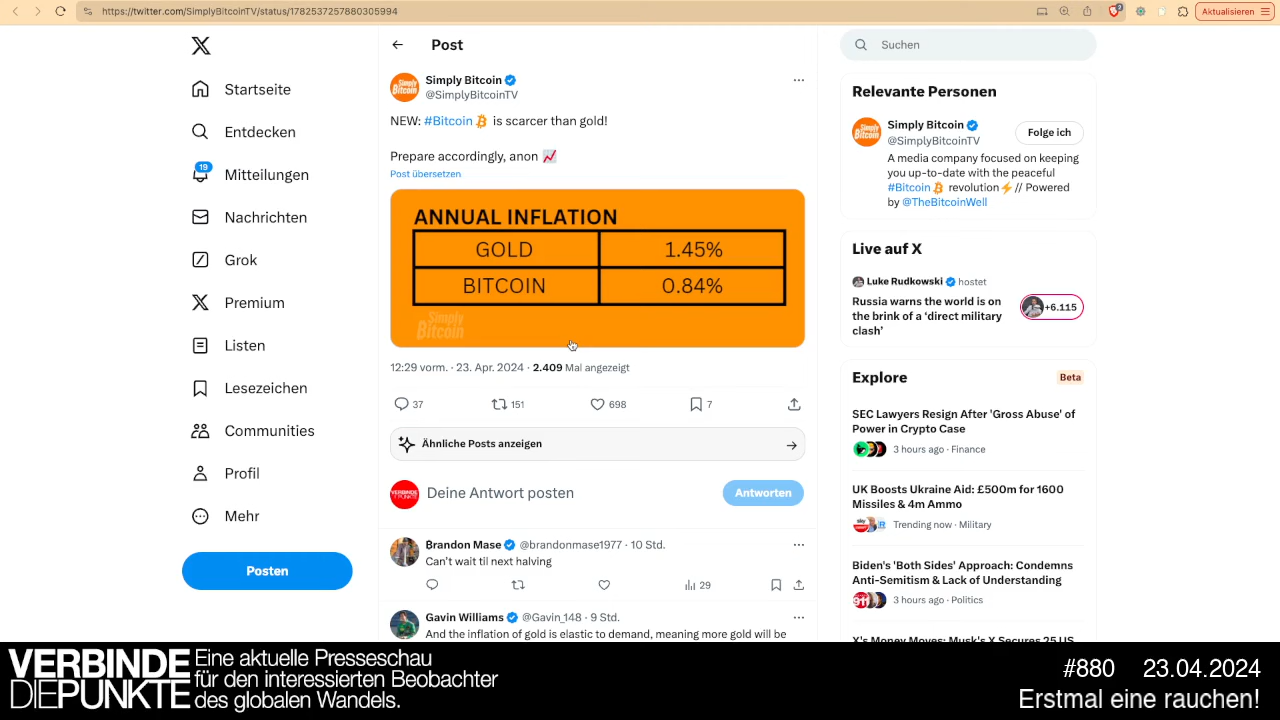 https://twitter.com/SimplyBitcoinTV/status/1782537257880305994
Aktualisieren
Startseite
Entdecken
19
Mitteilungen
Nachrichten
Grok
Premium
Listen
Lesezeichen
Communities
Profil
Mehr
Posten
Post
Simply Bitcoin
@SimplyBitcoinTV
NEW: #Bitcoin is scarcer than gold!
Prepare accordingly, anon
Post übersetzen
ANNUAL INFLATION
GOLD 1.45%
BITCOIN 0.84%
Simply
Bitcoin
12:29 vorm. · 23. Apr. 2024 · 2.409 Mal angezeigt
37 151 698 7
Ähnliche Posts anzeigen
Deine Antwort posten
Antworten
Brandon Mase @brandonmase1977 · 10 Std.
Can't wait til next halving
29
Gavin Williams @Gavin_148 · 9 Std.
And the inflation of gold is elastic to demand, meaning more gold will be
Suchen
Relevante Personen
Simply Bitcoin
@SimplyBitcoinTV
Folge ich
A media company focused on keeping
you up-to-date with the peaceful
#Bitcoin revolution // Powered
by @TheBitcoinWell
Live auf X
Luke Rudkowski hostet
Russia warns the world is on
the brink of a ‘direct military
clash’
+6.115
Explore
Beta
SEC Lawyers Resign After 'Gross Abuse' of
Power in Crypto Case
3 hours ago · Finance
UK Boosts Ukraine Aid: £500m for 1600
Missiles & 4m Ammo
Trending now · Military
Biden's 'Both Sides' Approach: Condemns
Anti-Semitism & Lack of Understanding
3 hours ago · Politics
X's Money Moves: Musk's X Secures 25 US
VERBINDE
DIEPUNKTE
Eine aktuelle Presseschau
für den interessierten Beobachter
des globalen Wandels.
#880 23.04.2024
Erstmal eine rauchen!